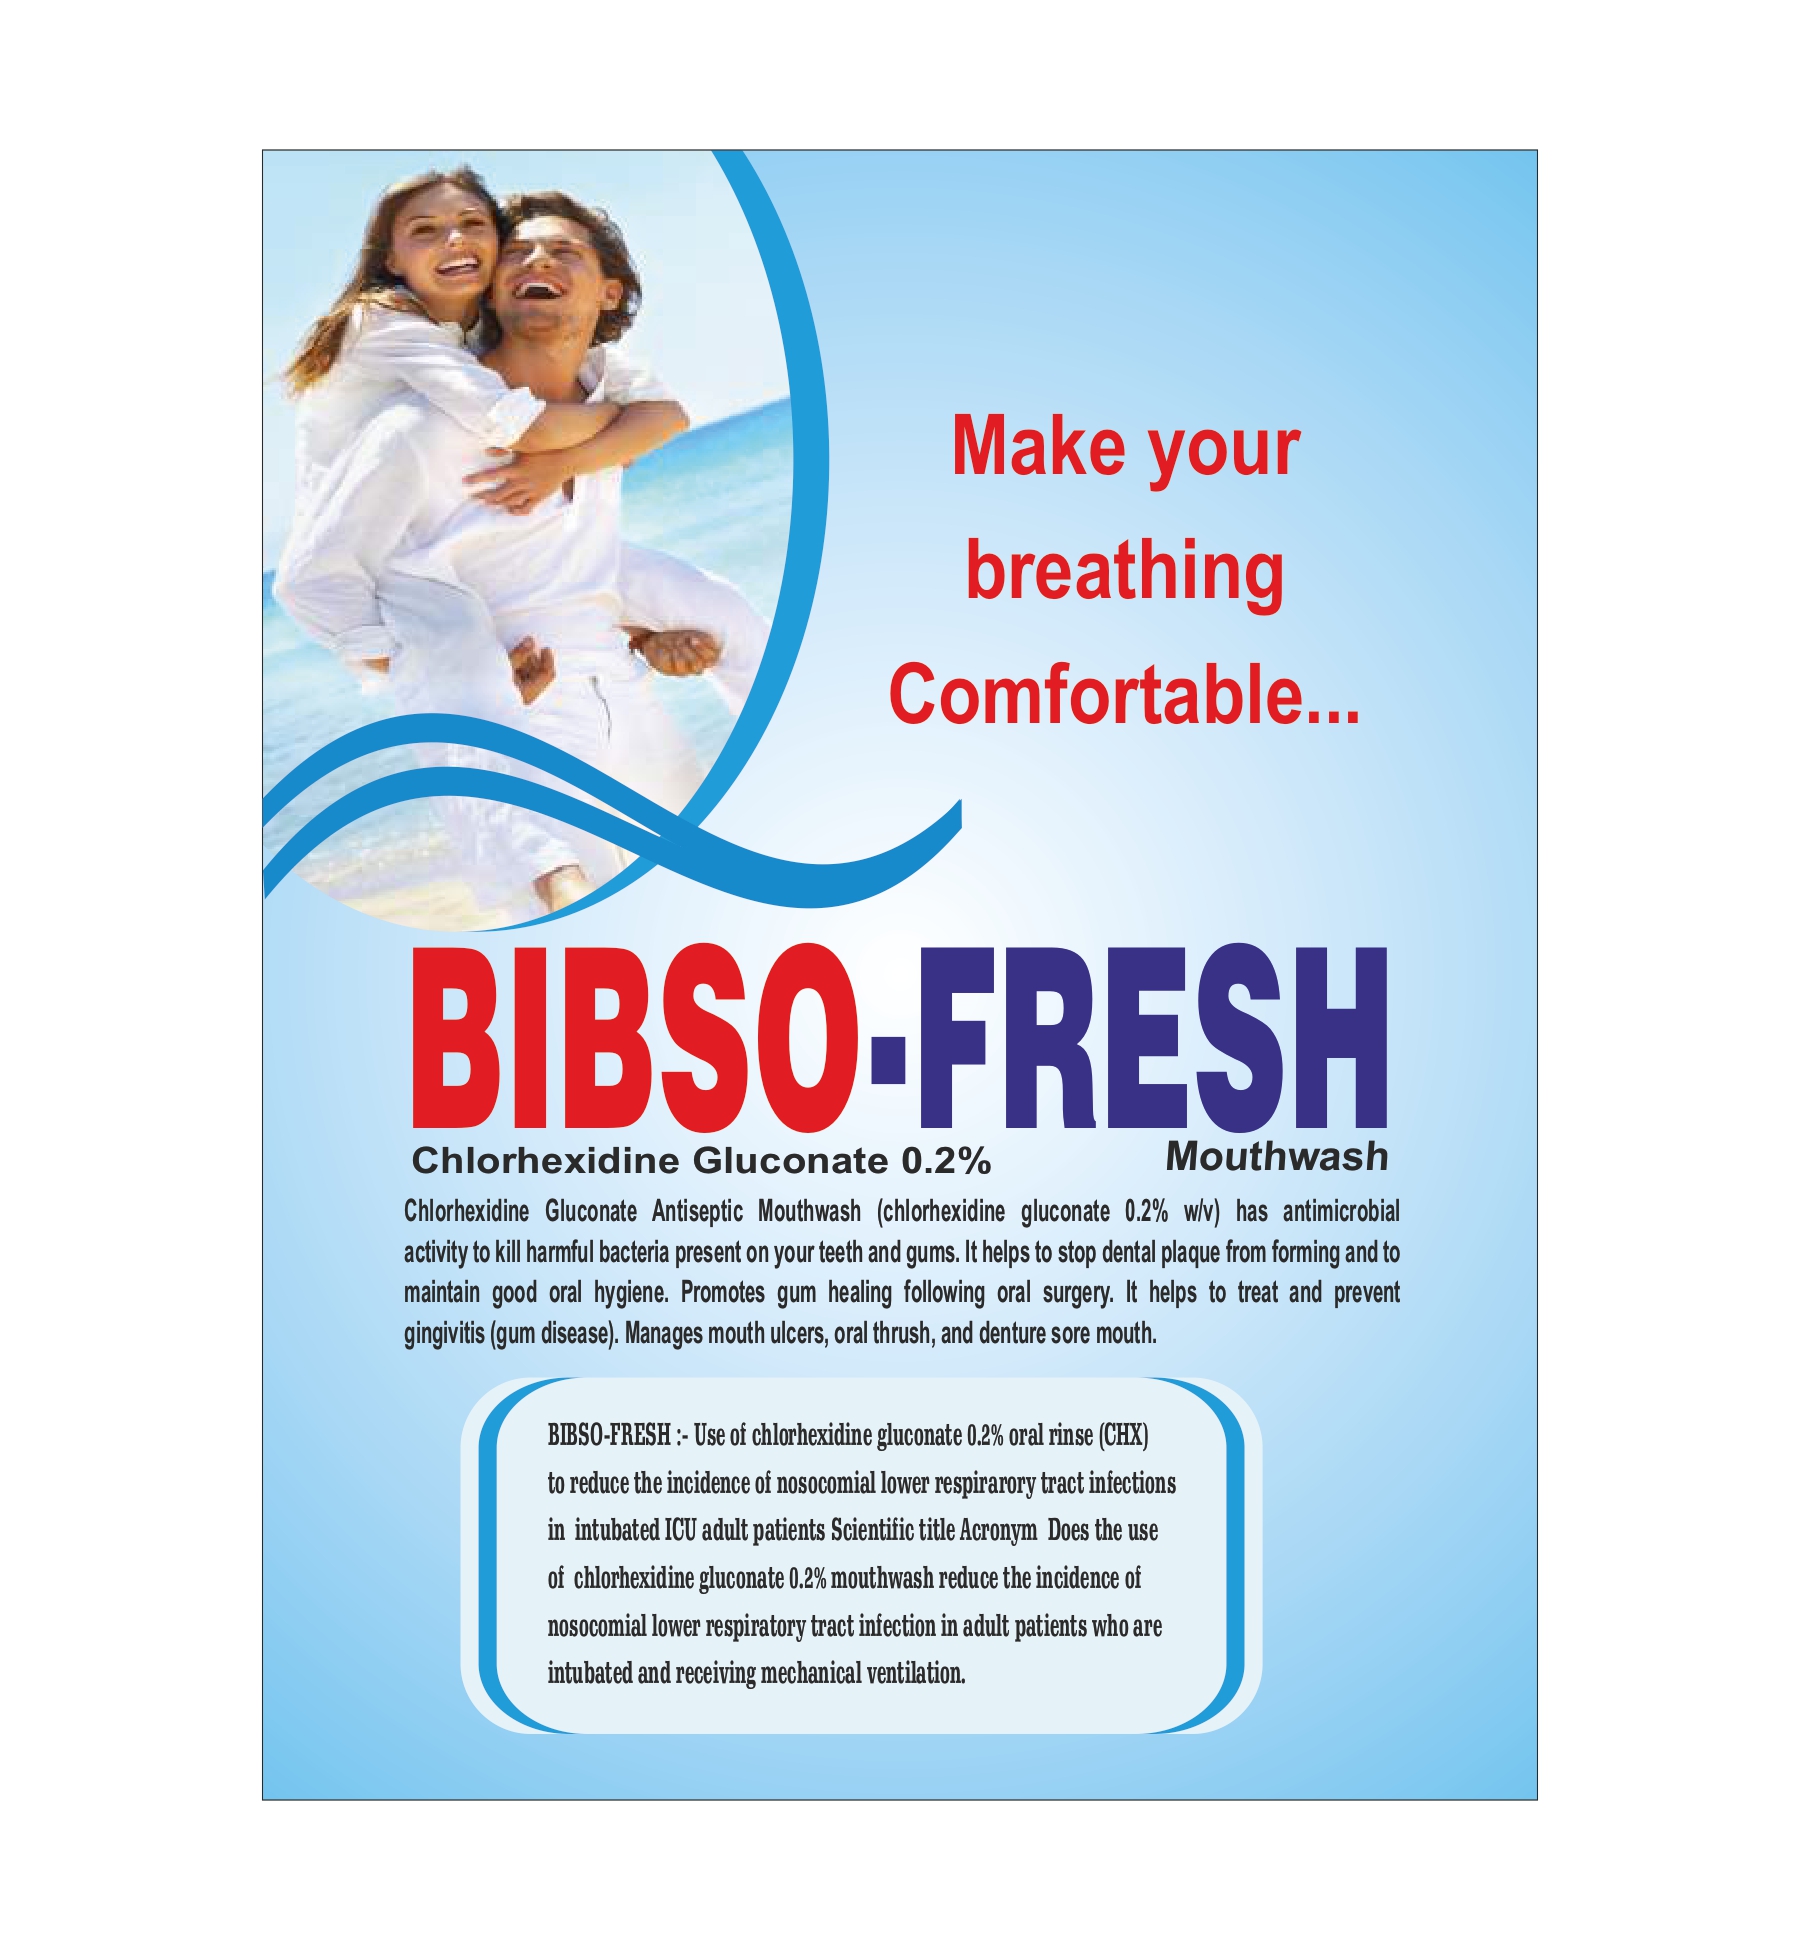 Make your
breathing
Comfortable...
BIBSO-FRESH
Chlorhexidine Gluconate 0.2%
Mouthwash
Chlorhexidine Gluconate Antiseptic Mouthwash (chlorhexidine gluconate 0.2% w/v) has antimicrobial
activity to kill harmful bacteria present on your teeth and gums. It helps to stop dental plaque from forming and to
maintain good oral hygiene. Promotes gum healing following oral surgery. It helps to treat and prevent
gingivitis (gum disease). Manages mouth ulcers, oral thrush, and denture sore mouth.
BIBSO-FRESH :- Use of chlorhexidine gluconate 0.2% oral rinse (CHX)
to reduce the incidence of nosocomial lower respirarory tract infections
in intubated ICU adult patients Scientific title Acronym Does the use
of chlorhexidine gluconate 0.2% mouthwash reduce the incidence of
nosocomial lower respiratory tract infection in adult patients who are
intubated and receiving mechanical ventilation.